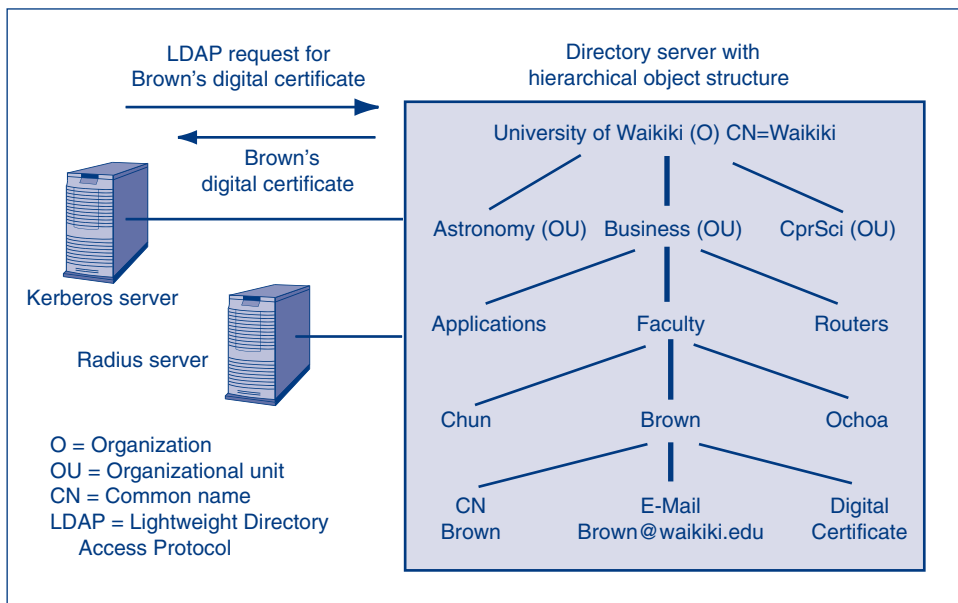 LDAP request for
Brown’s digital certificate
Brown’s
digital certificate
Kerberos server
Radius server
O = Organization
OU = Organizational unit
CN = Common name
LDAP = Lightweight Directory
Access Protocol
Directory server with
hierarchical object structure
University of Waikiki (O) CN=Waikiki
Astronomy (OU) Business (OU) CprSci (OU)
Applications Faculty Routers
Chun Brown Ochoa
CN E-Mail Digital
Brown Brown@waikiki.edu Certificate